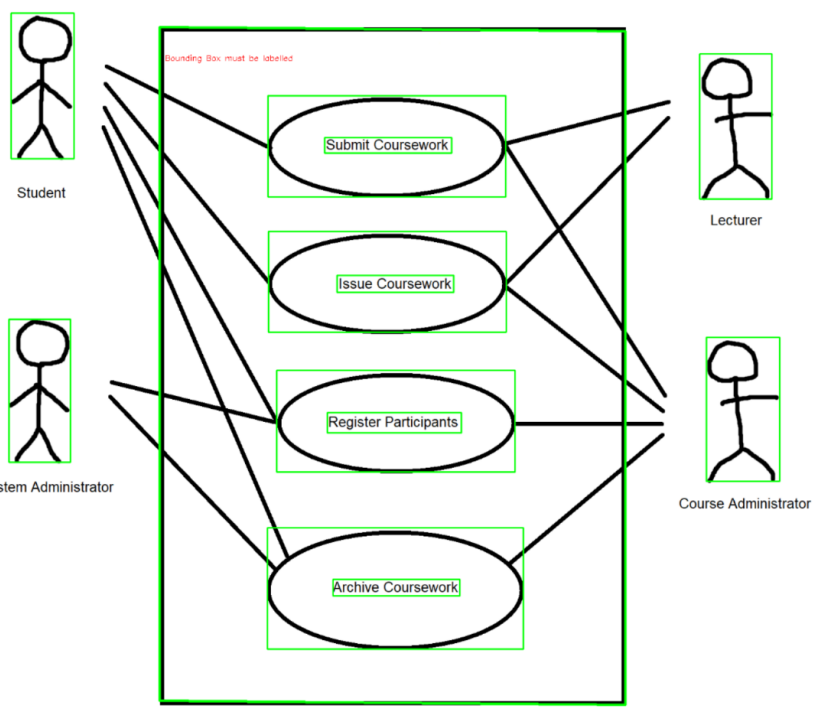 Bounding Box must be labelled
Submit Coursework
Student
Lecturer
Issue Coursework
Register Participants
stem Administrator
Course Administrator
Archive Coursework